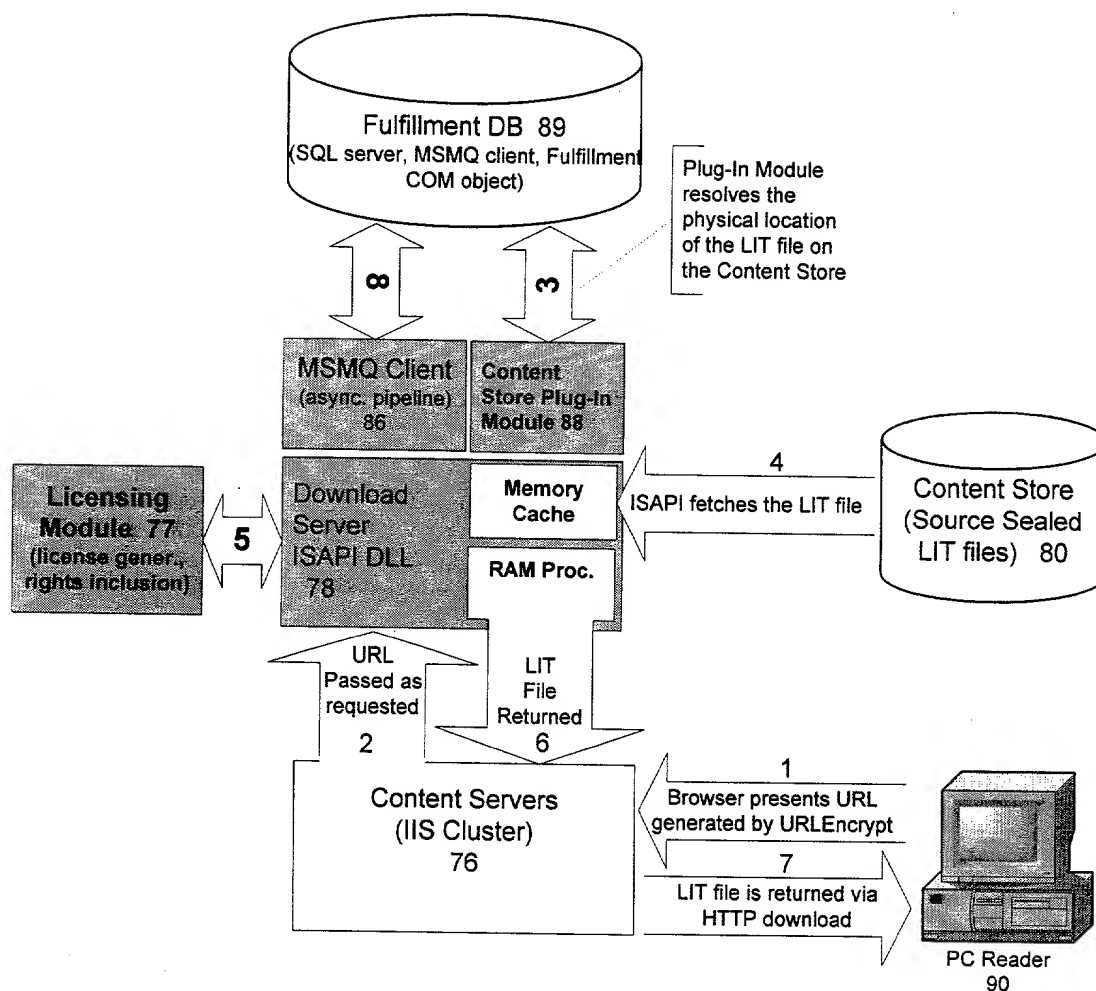 Fulfillment DB 89
(SQL server, MSMQ client, Fulfillment
COM object)
Plug-In Module
resolves the
physical location
of the LIT file on
the Content Store
8
3
MSMQ Client
(async. pipeline)
86
Content
Store Plug-In
Module 88
Licensing
Module 77
(license gener.,
rights inclusion)
5
Download
Server
ISAPI DLL
78
Memory
Cache
RAM Proc.
4
ISAPI fetches the LIT file
Content Store
(Source Sealed
LIT files) 80
URL
Passed as
requested
2
LIT
File
Returned
6
Content Servers
(IIS Cluster)
76
1
Browser presents URL
generated by URLEncrypt
7
LIT file is returned via
HTTP download
PC Reader
90